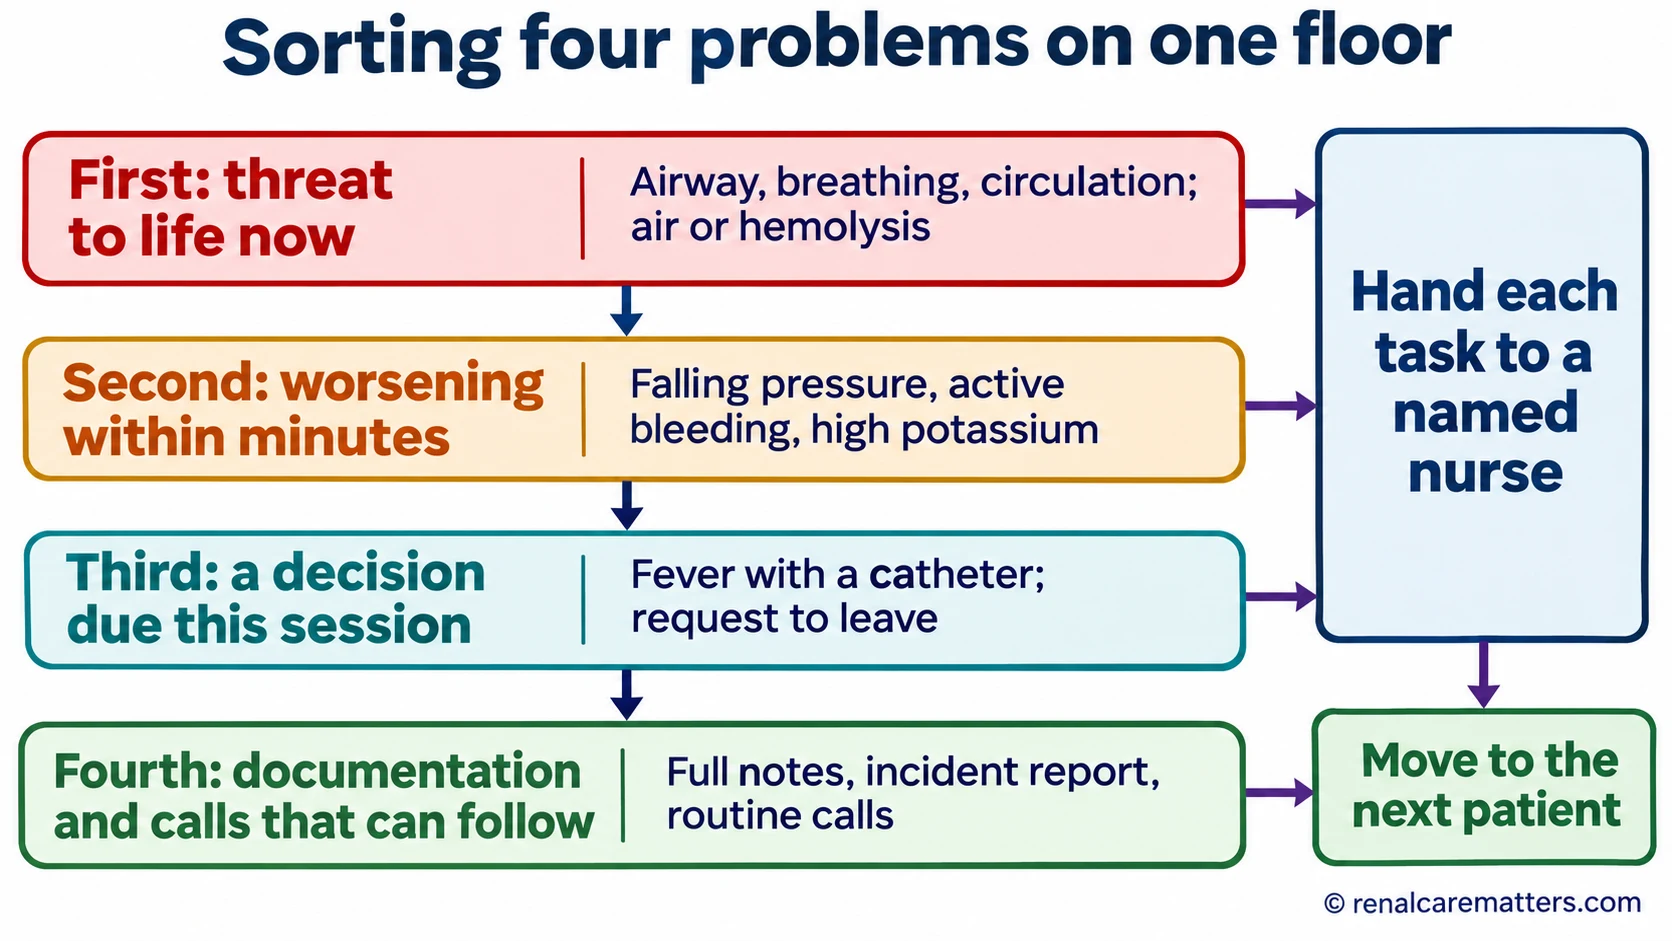 Sorting four problems on one floor
First: threat
to life now
Airway, breathing, circulation;
air or hemolysis
Second: worsening
within minutes
Falling pressure, active
bleeding, high potassium
Third: a decision
due this session
Fever with a catheter;
request to leave
Fourth: documentation
and calls that can follow
Full notes, incident report,
routine calls
Hand each
task to a
named
nurse
Move to the
next patient
© renalcarematters.com